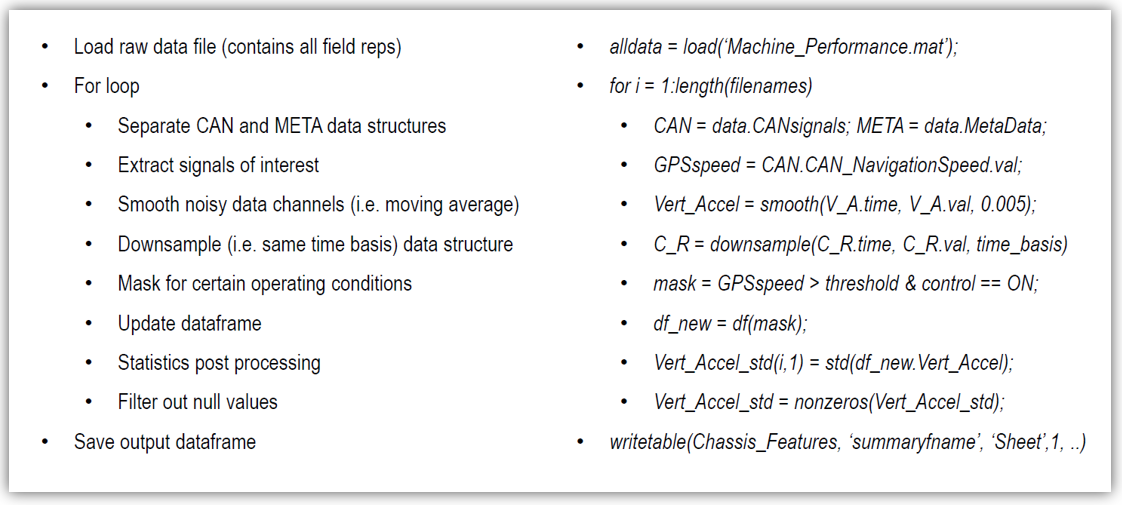 • Load raw data file (contains all field reps)
• For loop
• Separate CAN and META data structures
• Extract signals of interest
• Smooth noisy data channels (i.e. moving average)
• Downsample (i.e. same time basis) data structure
• Mask for certain operating conditions
• Update dataframe
• Statistics post processing
• Filter out null values
• Save output dataframe
• alldata = load(‘Machine_Performance.mat’);
• for i = 1:length(filenames)
• CAN = data.CANsignals; META = data.MetaData;
• GPSspeed = CAN.CAN_NavigationSpeed.val;
• Vert_Accel = smooth(V_A.time, V_A.val, 0.005);
• C_R = downsample(C_R.time, C_R.val, time_basis)
• mask = GPSspeed > threshold & control == ON;
• df_new = df(mask);
• Vert_Accel_std(i,1) = std(df_new.Vert_Accel);
• Vert_Accel_std = nonzeros(Vert_Accel_std);
• writetable(Chassis_Features, ‘summaryfname’, ‘Sheet’,1, ..)